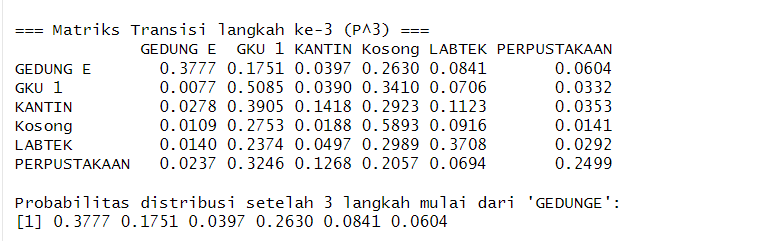 === Matriks Transisi langkah ke-3 (P^3) ===
GEDUNG E GKU 1 KANTIN Kosong LABTEK PERPUSTAKAAN
GEDUNG E 0.3777 0.1751 0.0397 0.2630 0.0841 0.0604
GKU 1 0.0077 0.5085 0.0390 0.3410 0.0706 0.0332
KANTIN 0.0278 0.3905 0.1418 0.2923 0.1123 0.0353
Kosong 0.0109 0.2753 0.0188 0.5893 0.0916 0.0141
LABTEK 0.0140 0.2374 0.0497 0.2989 0.3708 0.0292
PERPUSTAKAAN 0.0237 0.3246 0.1268 0.2057 0.0694 0.2499
Probabilitas distribusi setelah 3 langkah mulai dari 'GEDUNGE':
[1] 0.3777 0.1751 0.0397 0.2630 0.0841 0.0604